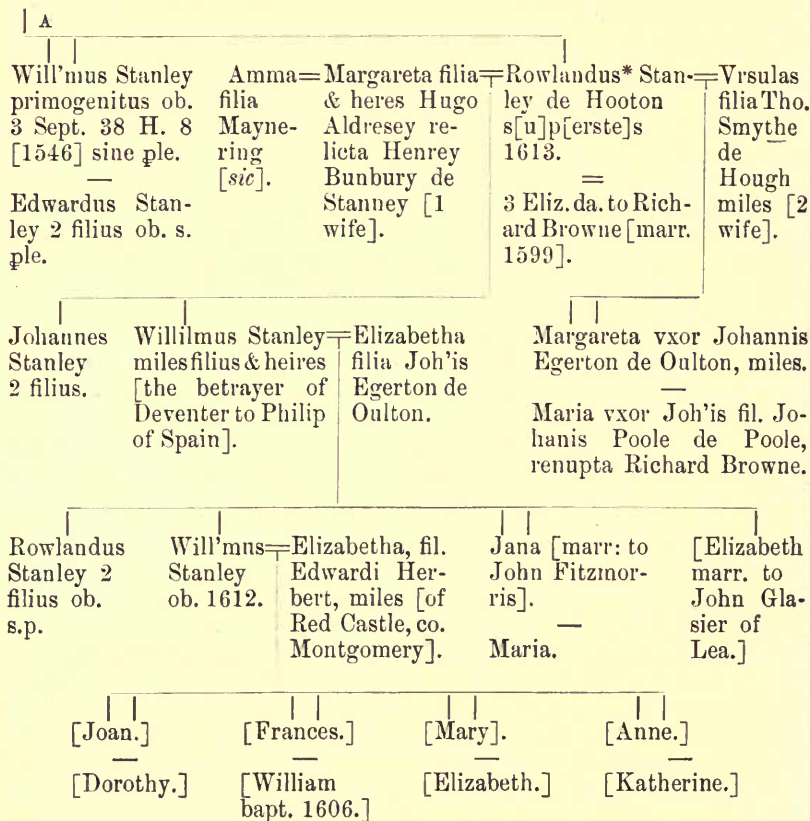 A
Will'mus Stanley
primogenitus ob.
3 Sept. 38 H. 8
[1546] sine ꝑle.
—
Edwardus Stan-
ley 2 filius ob. s.
ꝑle.
Amma=
filia
Mayne-
ring
[sic].
Margareta filia
& heres Hugo
Aldresey re-
licta Henrey
Bunbury de
Stanney [1
wife].
Rowlandus* Stan-
ley de Hooton
s[u]p[erste]s
1613.
=
3 Eliz. da. to Rich-
ard Browne [marr.
1599].
Vrsulas
filia Tho.
Smythe
de
Hough
miles [2
wife].
Johannes
Stanley
2 filius.
Willilmus Stanley
miles filius & heires
[the betrayer of
Deventer to Philip
of Spain].
Elizabetha
filia Joh'is
Egerton de
Oulton.
Margareta vxor Johannis
Egerton de Oulton, miles.
—
Maria vxor Joh'is fil. Jo-
hanis Poole de Poole,
renupta Richard Browne.
Rowlandus
Stanley 2
filius ob.
s.p.
Will'mus
Stanley
ob. 1612.
Elizabetha, fil.
Edwardi Her-
bert, miles [of
Red Castle, co.
Montgomery].
Jana [marr: to
John Fitzmor-
ris].
—
Maria.
[Elizabeth
marr. to
John Gla-
sier of
Lea.]
[Joan.]
—
[Dorothy.]
[Frances.]
—
[William
bapt. 1606.]
[Mary].
—
[Elizabeth.]
[Anne.]
—
[Katherine.]